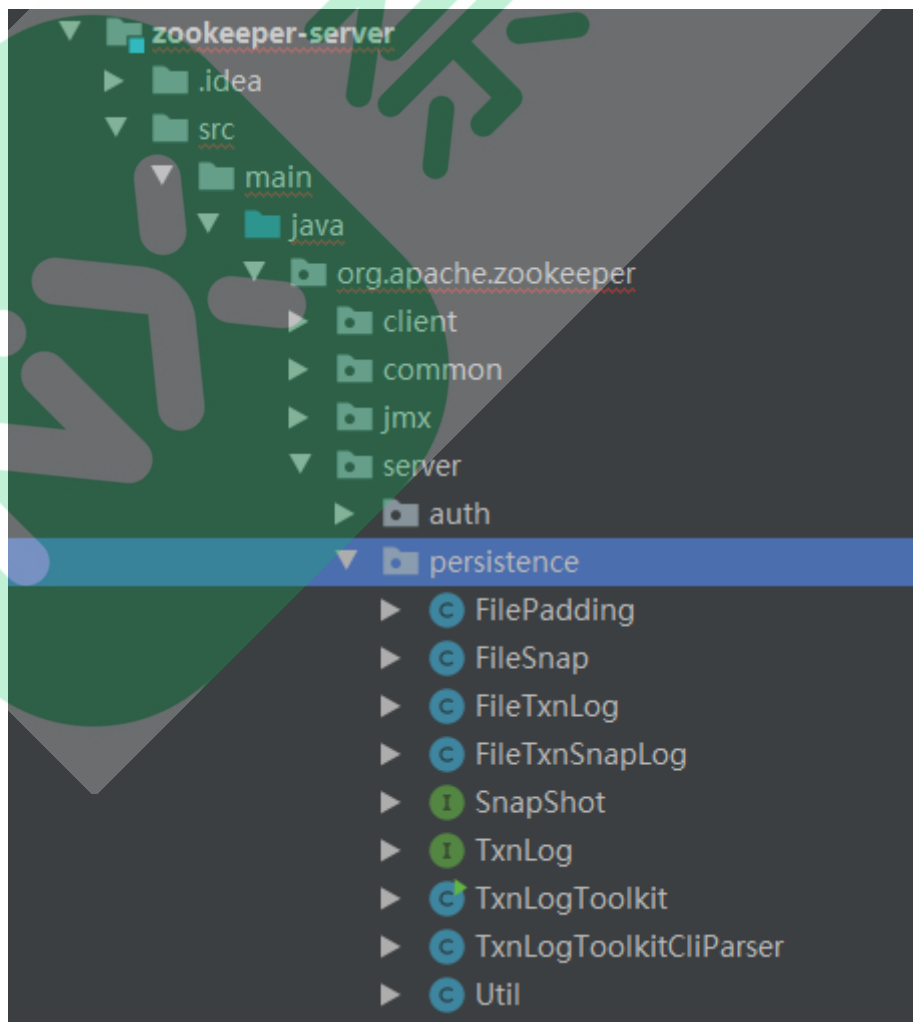 zookeeper-server
.idea
src
main
java
org.apache.zookeeper
client
common
jmx
server
auth
persistence
FilePadding
FileSnap
FileTxnLog
FileTxnSnapLog
SnapShot
TxnLog
TxnLogToolkit
TxnLogToolkitCliParser
Util